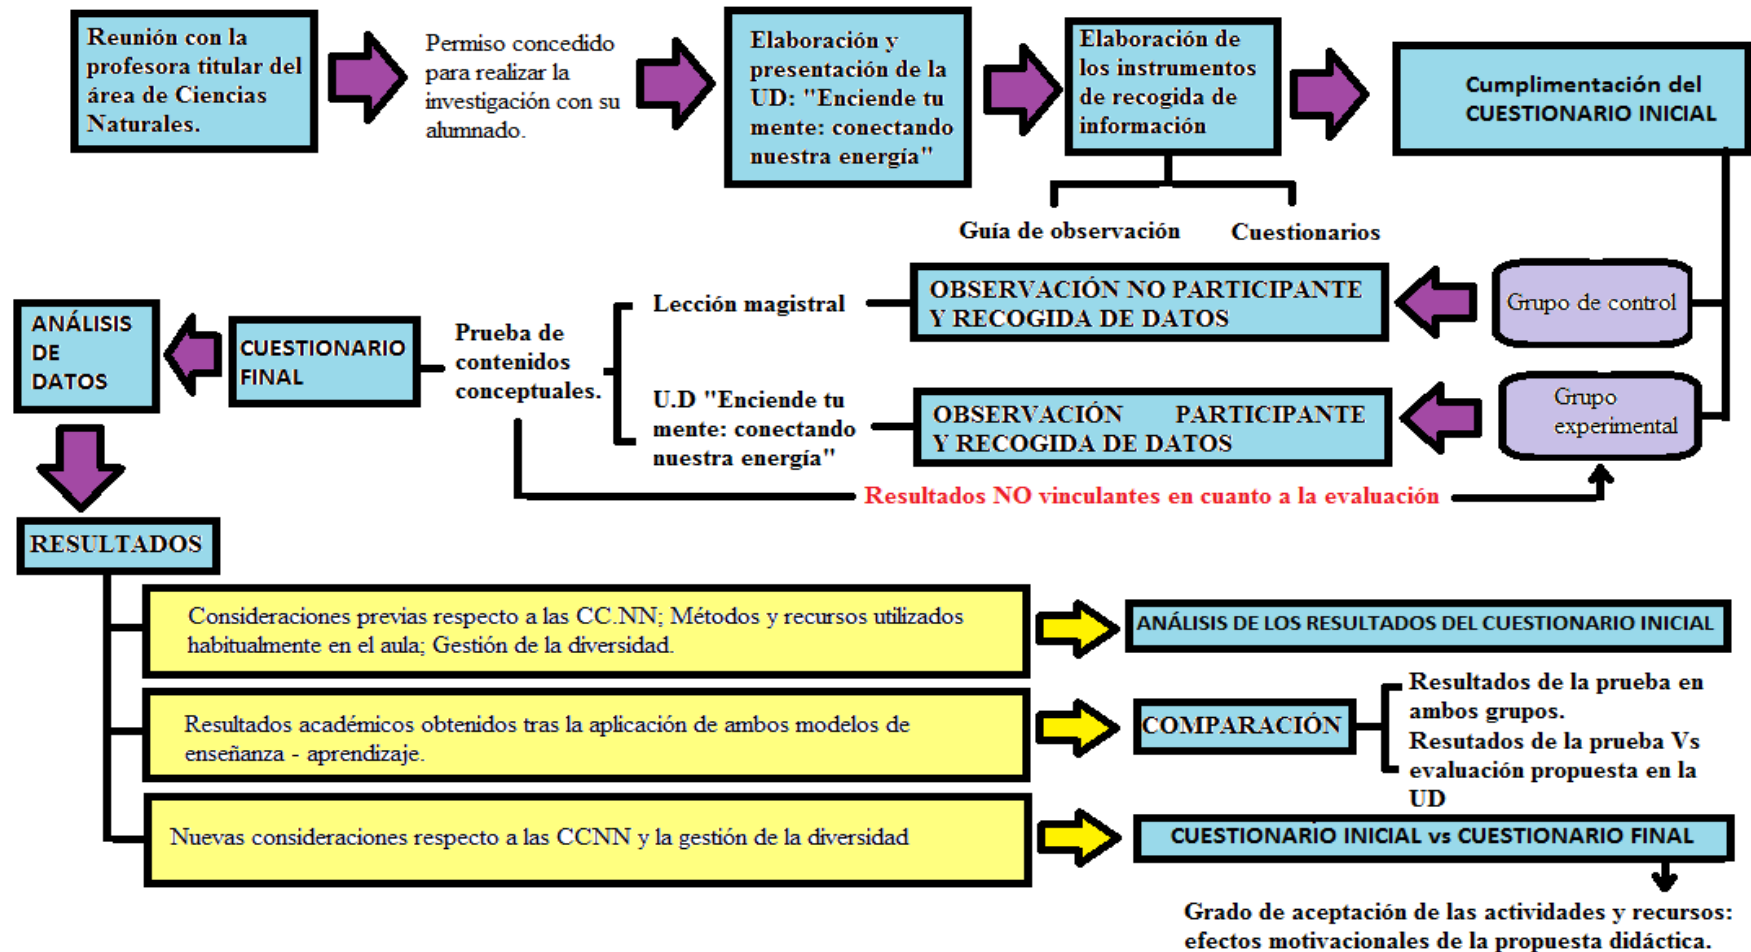 Reunión con la
profesora titular del
área de Ciencias
Naturales.
Permiso concedido
para realizar la
investigación con su
alumnado.
Elaboración y
presentación de la
UD: "Enciende tu
mente: conectando
nuestra energía"
Elaboración de
los instrumentos
de recogida de
información
Cumplimentación del
CUESTIONARIO INICIAL
Guía de observación
Cuestionarios
Grupo de control
OBSERVACIÓN NO PARTICIPANTE
Y RECOGIDA DE DATOS
Lección magistral
Grupo
experimental
OBSERVACIÓN PARTICIPANTE
Y RECOGIDA DE DATOS
U.D "Enciende tu
mente: conectando
nuestra energía"
Prueba de
contenidos
conceptuales.
CUESTIONARIO
FINAL
ANÁLISIS
DE
DATOS
Resultados NO vinculantes en cuanto a la evaluación
RESULTADOS
Consideraciones previas respecto a las CC.NN; Métodos y recursos utilizados
habitualmente en el aula; Gestión de la diversidad.
ANÁLISIS DE LOS RESULTADOS DEL CUESTIONARIO INICIAL
Resultados académicos obtenidos tras la aplicación de ambos modelos de
enseñanza - aprendizaje.
COMPARACIÓN
Resultados de la prueba en
ambos grupos.
Resutados de la prueba Vs
evaluación propuesta en la
UD
Nuevas consideraciones respecto a las CCNN y la gestión de la diversidad
CUESTIONARIO INICIAL vs CUESTIONARIO FINAL
Grado de aceptación de las actividades y recursos:
efectos motivacionales de la propuesta didáctica.